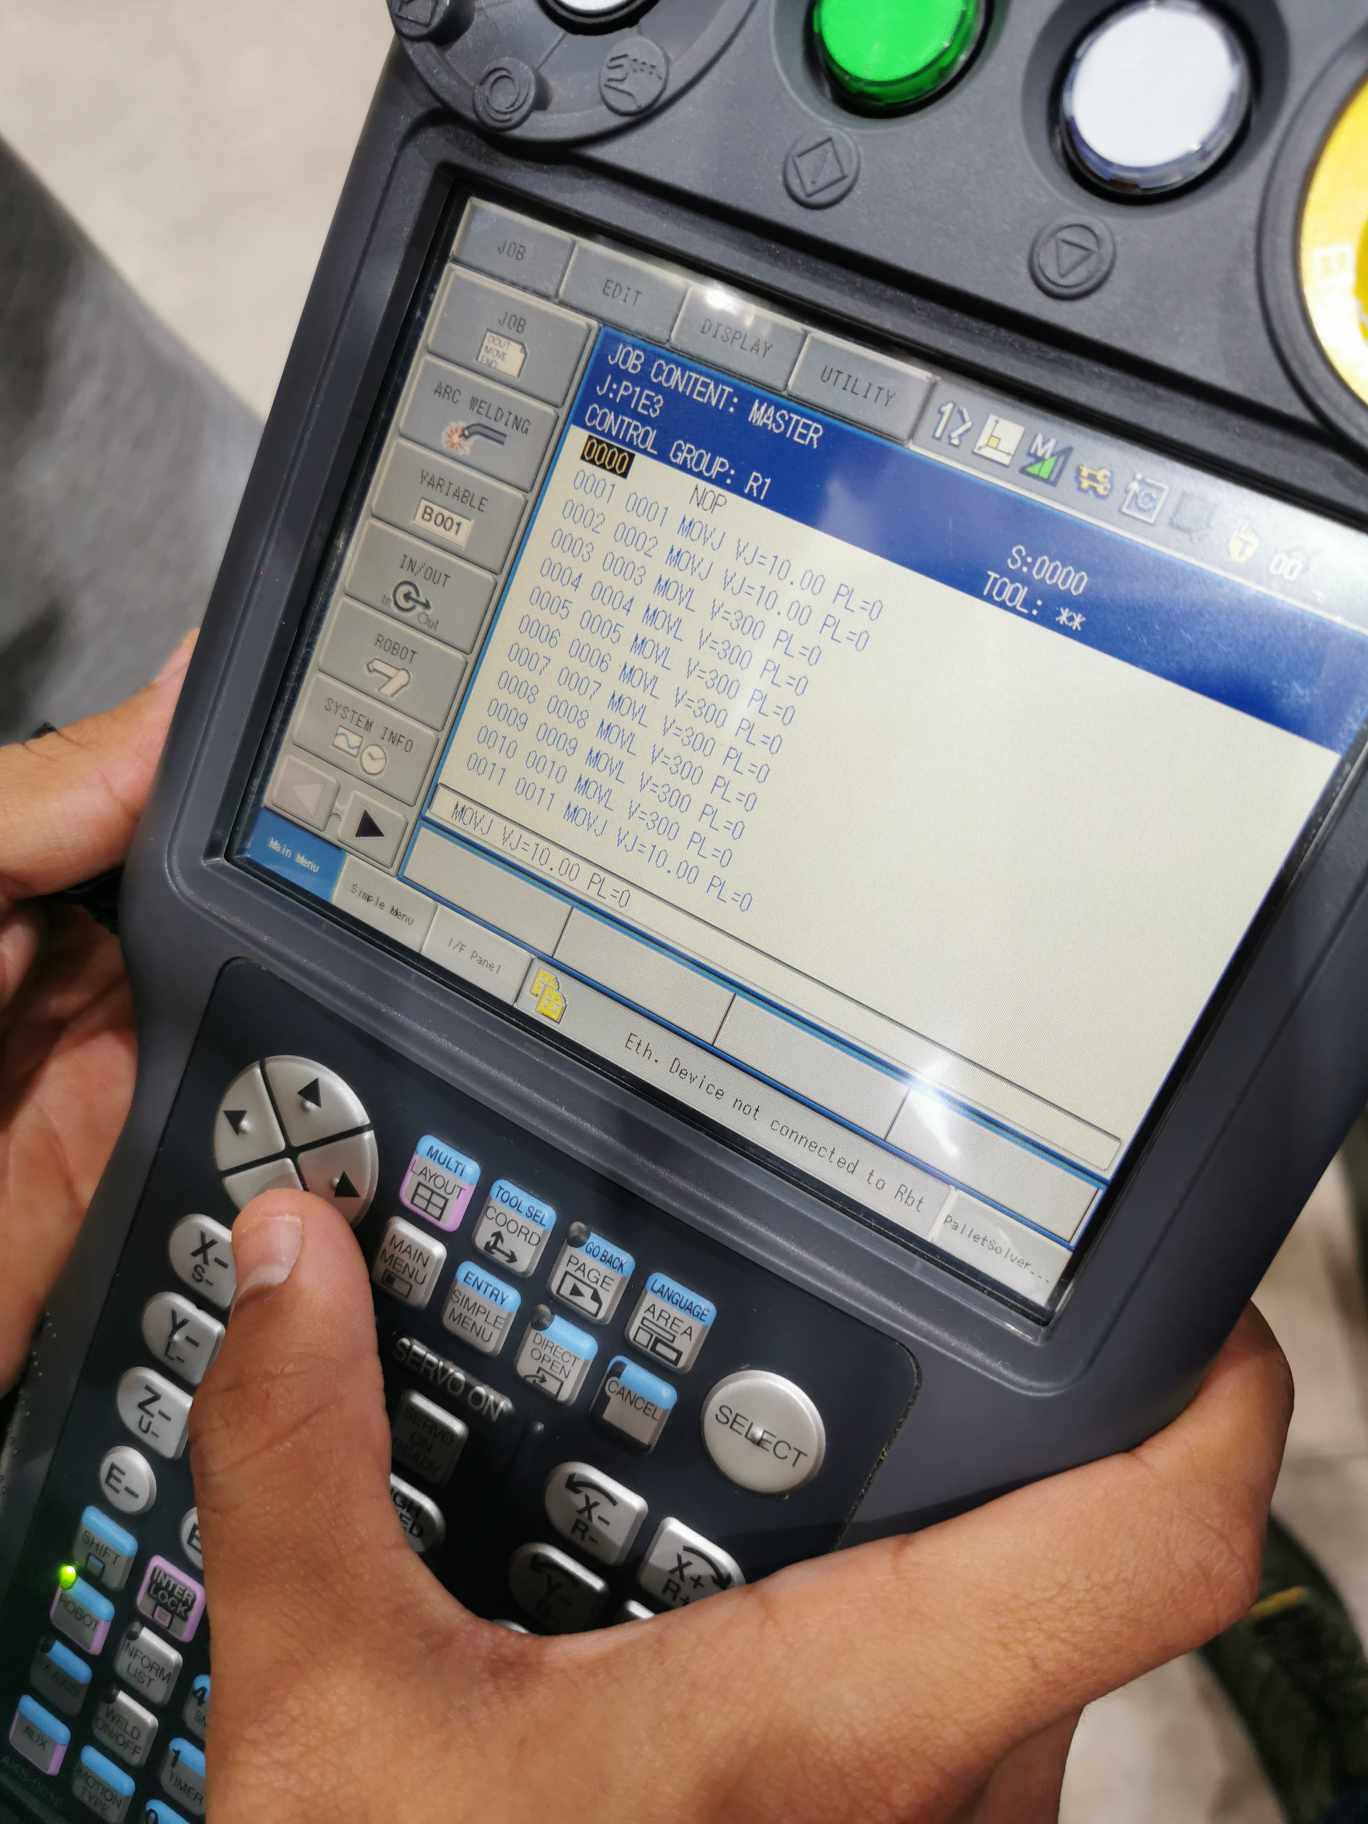 JOB
EDIT
DISPLAY
UTILITY
JOB
ARC WELDING
VARIABLE
B001
IN/OUT
In
Out
ROBOT
SYSTEM INFO
JOB CONTENT: MASTER
J:P1E3
CONTROL GROUP: R1
S:0000
TOOL: **
0000 NOP
0001 0001 MOVJ VJ=10.00 PL=0
0002 0002 MOVJ VJ=10.00 PL=0
0003 0003 MOVL V=300 PL=0
0004 0004 MOVL V=300 PL=0
0005 0005 MOVL V=300 PL=0
0006 0006 MOVL V=300 PL=0
0007 0007 MOVL V=300 PL=0
0008 0008 MOVL V=300 PL=0
0009 0009 MOVL V=300 PL=0
0010 0010 MOVL V=300 PL=0
0011 0011 MOVJ VJ=10.00 PL=0
MOVJ VJ=10.00 PL=0
Main Menu
Simple Menu
I/F Panel
Eth. Device not connected to Rbt
PalletSolver...
MULTI
LAYOUT
TOOL SEL
COORD
GO BACK
PAGE
LANGUAGE
AREA
MAIN MENU
ENTRY
SIMPLE MENU
DIRECT OPEN
CANCEL
SELECT
SERVO ON
X-
S-
Y-
L-
Z-
U-
E-
X-
R-
X+
SHIFT
ROBOT
INTER LOCK
INFORM LIST
WELD ON/OFF
AUX
MOTION TYPE
1
TIMER